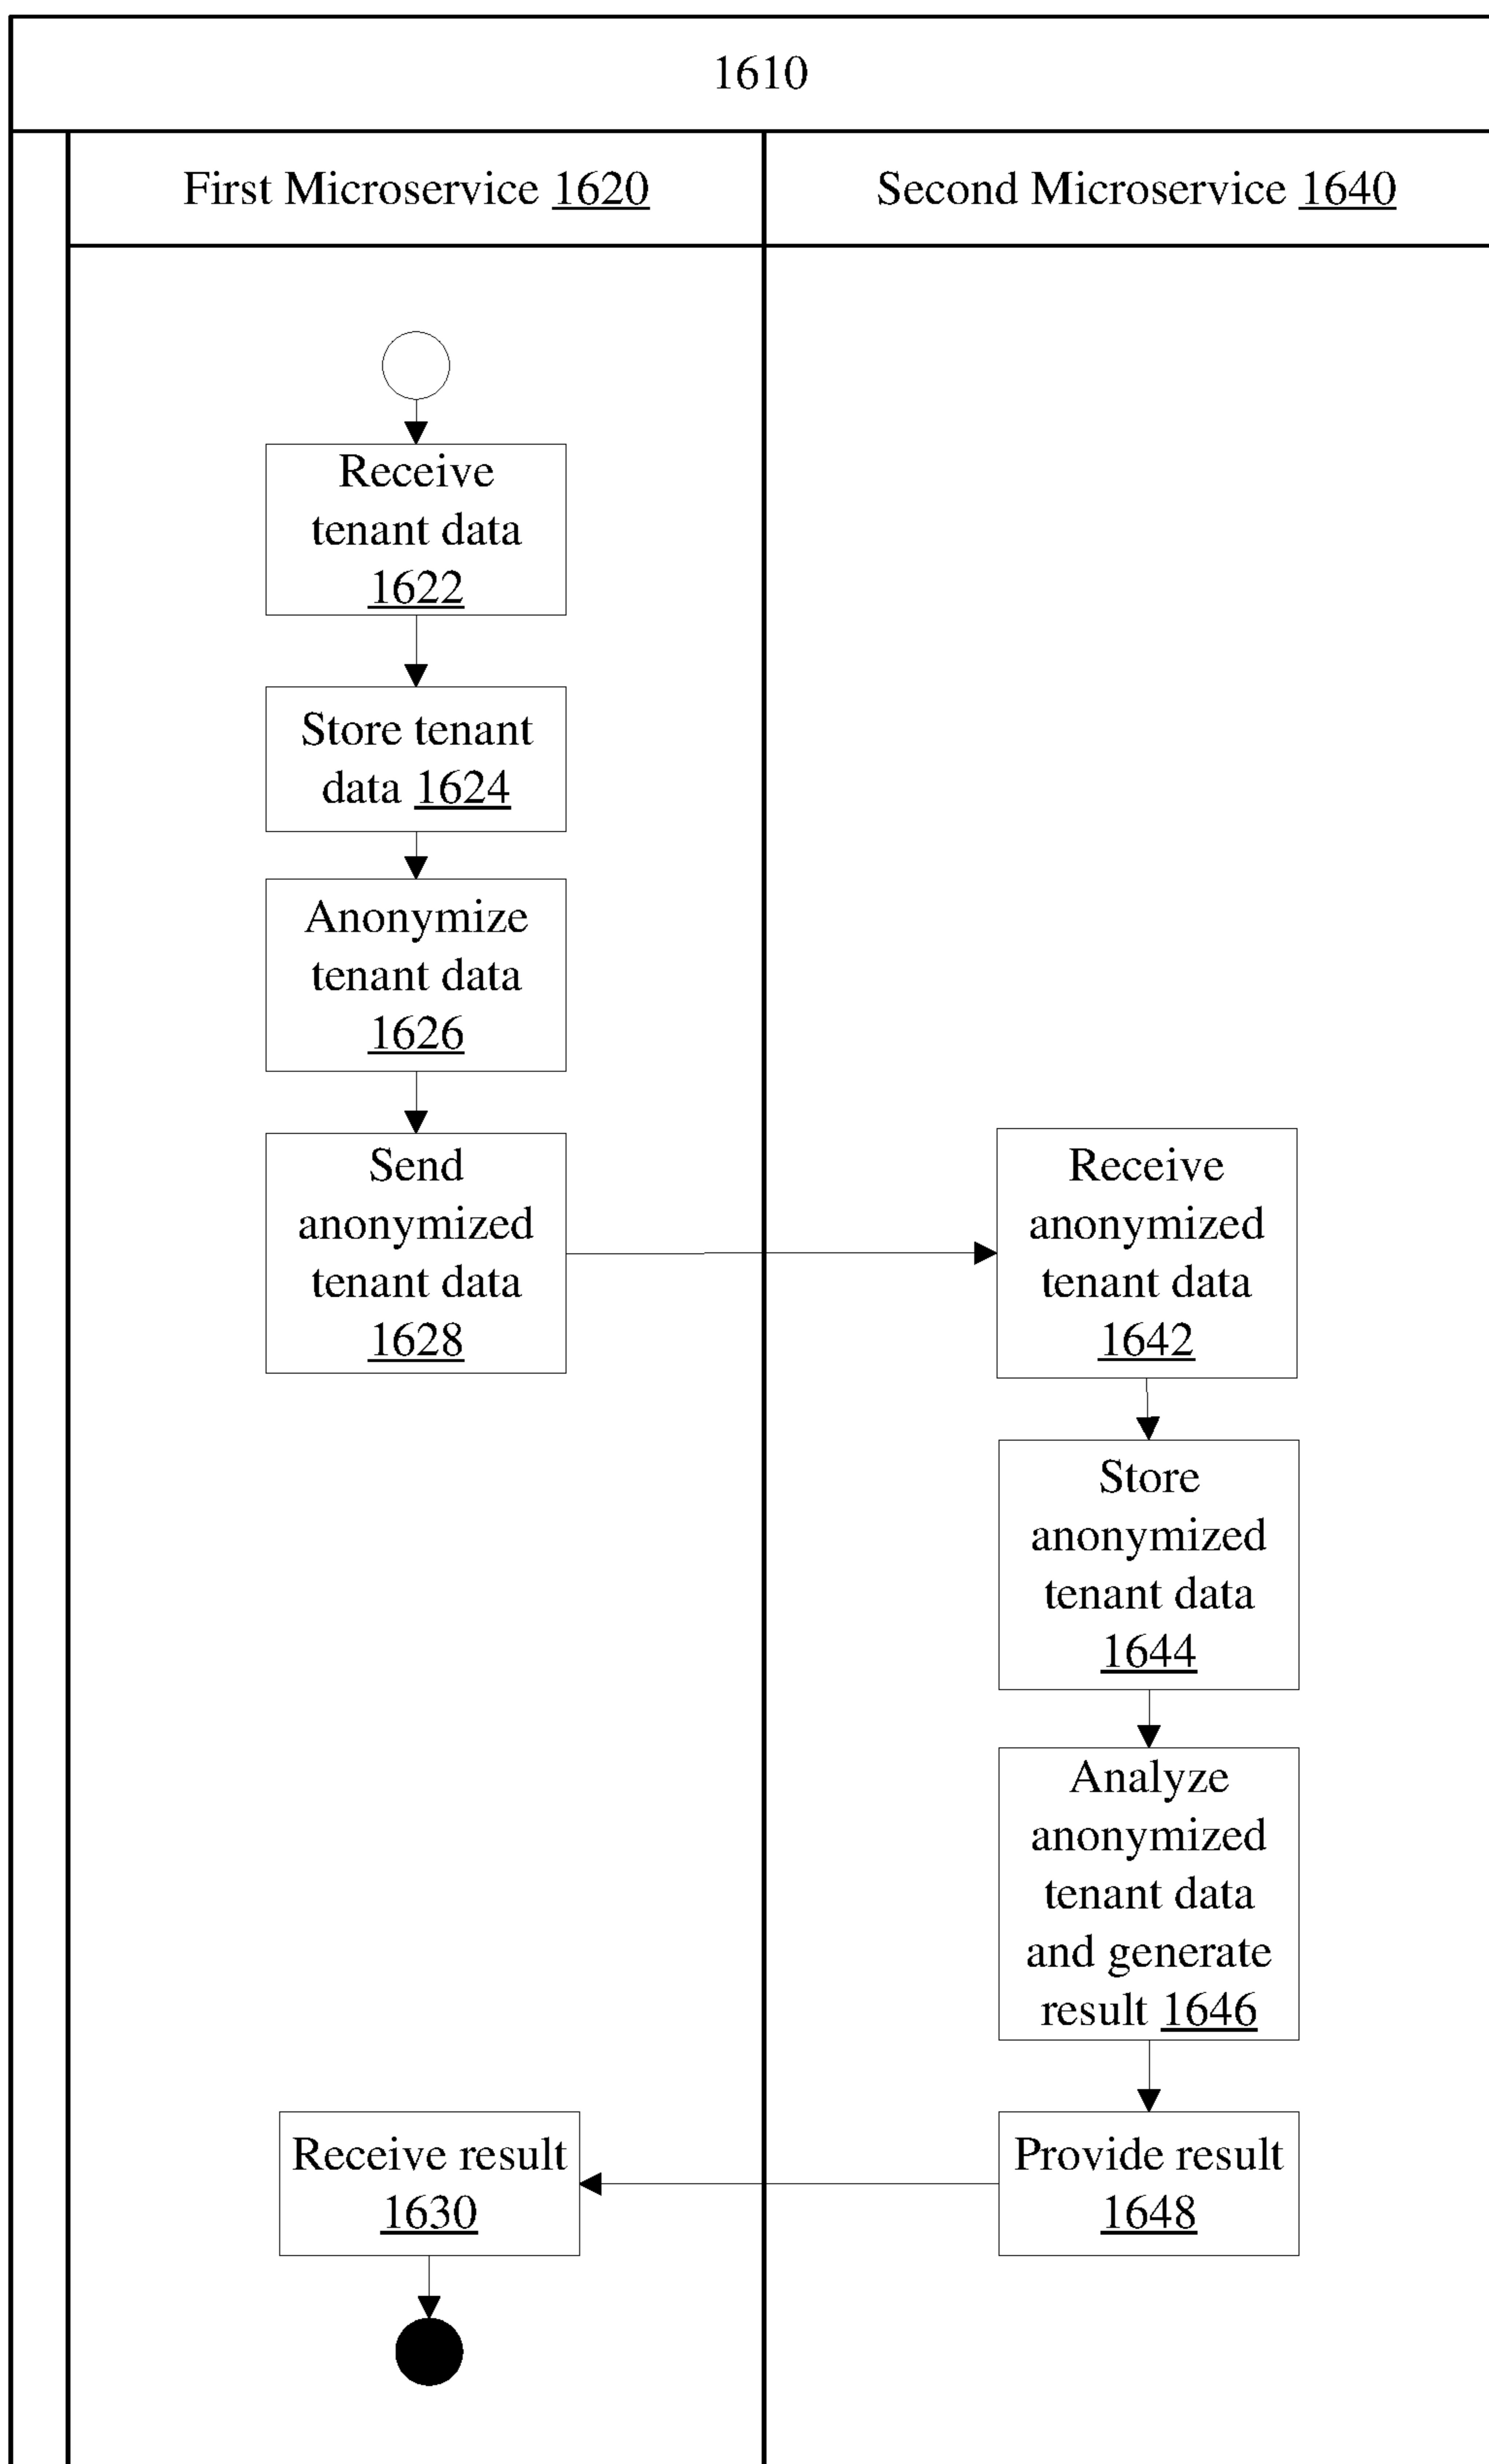 1610
First Microservice 1620
Second Microservice 1640
Receive
tenant data
1622
Store tenant
data 1624
Anonymize
tenant data
1626
Send
anonymized
tenant data
1628
Receive
anonymized
tenant data
1642
Store
anonymized
tenant data
1644
Analyze
anonymized
tenant data
and generate
result 1646
Provide result
1648
Receive result
1630